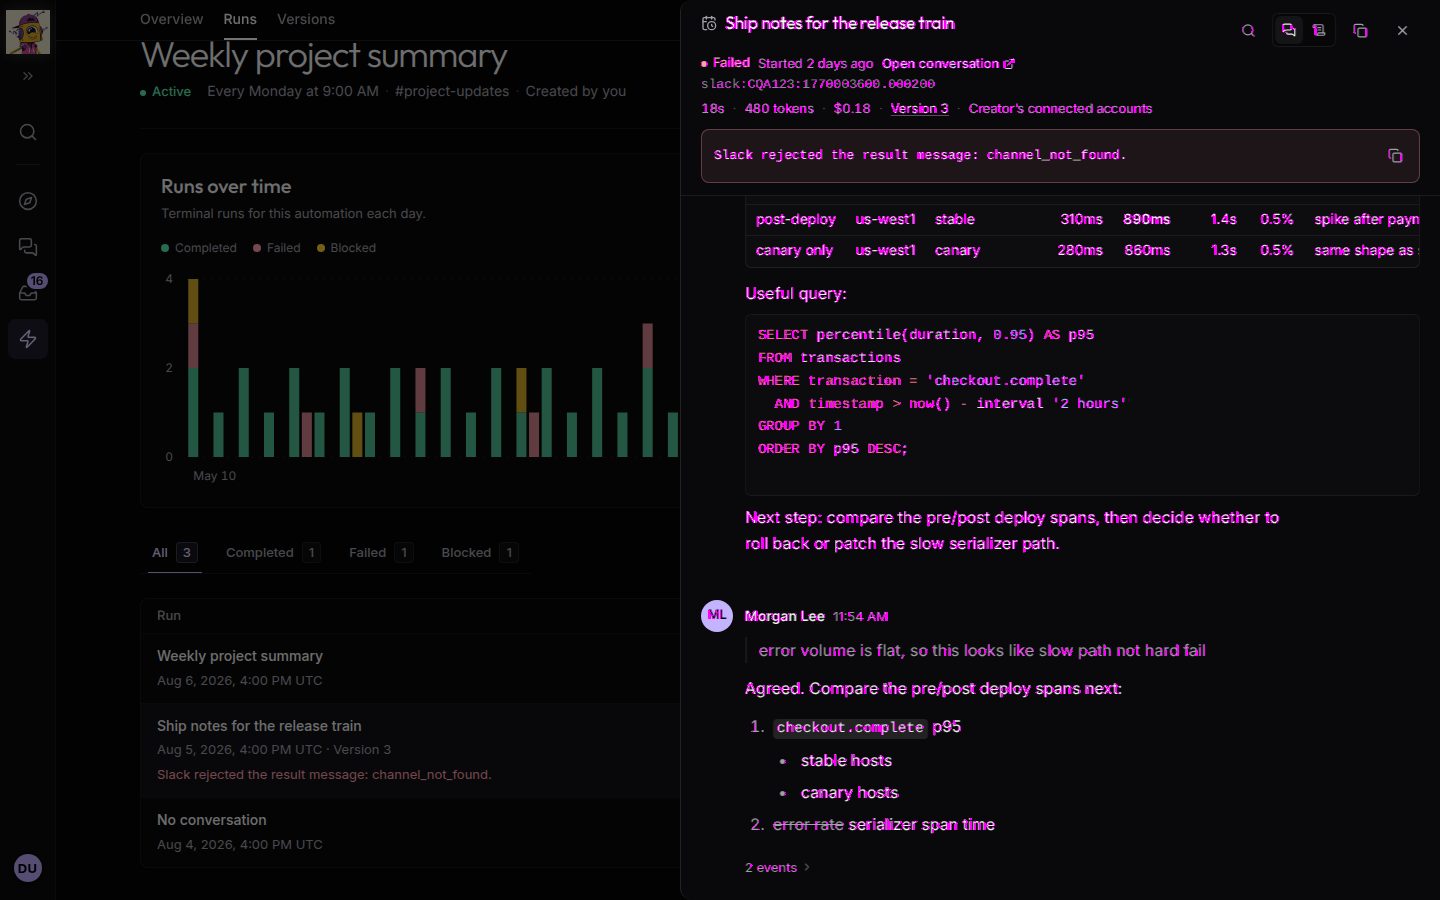 Overview Runs Versions
Weekly project summary
Active Every Monday at 9:00 AM · #project-updates · Created by you
16
Runs over time
Terminal runs for this automation each day.
Completed Failed Blocked
4
2
0
May 10
All 3 Completed 1 Failed 1 Blocked 1
Run
Weekly project summary
Aug 6, 2026, 4:00 PM UTC
Ship notes for the release train
Aug 5, 2026, 4:00 PM UTC · Version 3
Slack rejected the result message: channel_not_found.
No conversation
Aug 4, 2026, 4:00 PM UTC
DU
Ship notes for the release train
Failed Started 2 days ago Open conversation
slack:CQA123:1770003600.000200
18s · 480 tokens · $0.18 · Version 3 · Creator's connected accounts
Slack rejected the result message: channel_not_found.
post-deploy us-west1 stable 310ms 890ms 1.4s 0.5% spike after
canary only us-west1 canary 280ms 860ms 1.3s 0.5% same shape as
Useful query:
SELECT percentile(duration, 0.95) AS p95
FROM transactions
WHERE transaction = 'checkout.complete'
AND timestamp > now() - interval '2 hours'
GROUP BY 1
ORDER BY p95 DESC;
Next step: compare the pre/post deploy spans, then decide whether to
roll back or patch the slow serializer path.
ML Morgan Lee 11:54 AM
error volume is flat, so this looks like slow path not hard fail
Agreed. Compare the pre/post deploy spans next:
1. checkout.complete p95
• stable hosts
• canary hosts
2. error rate serializer span time
2 events